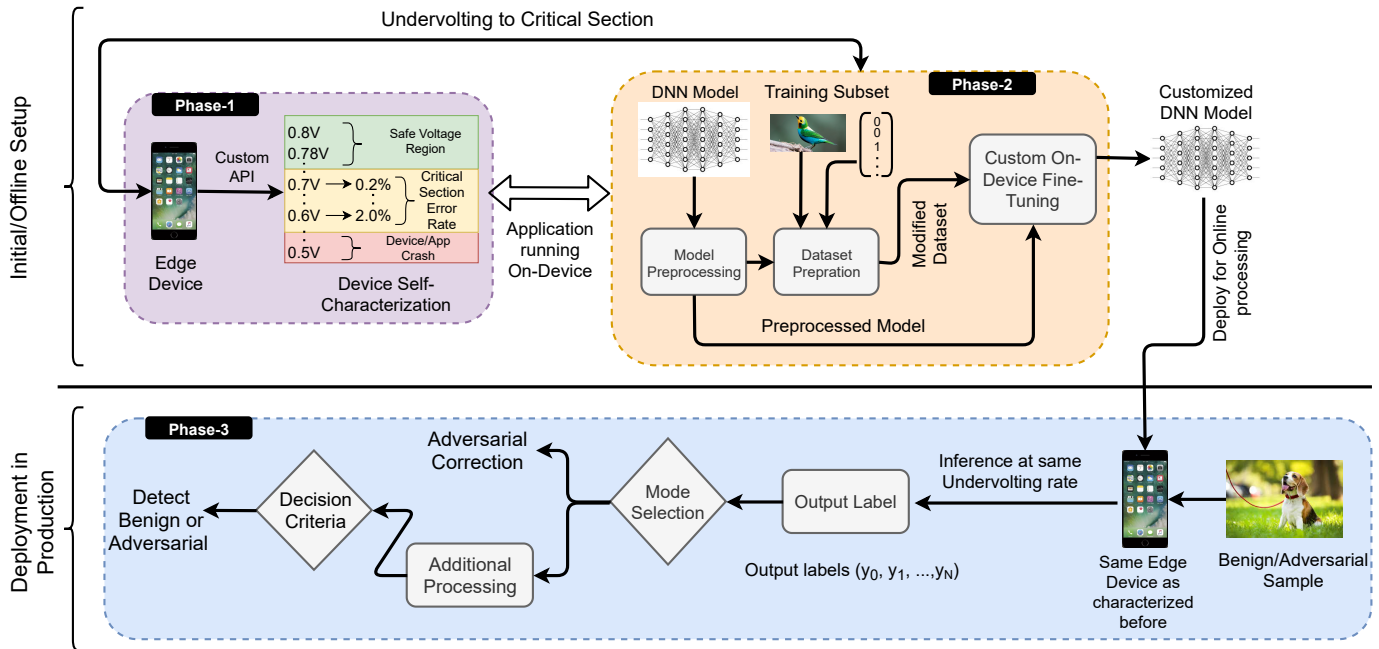 Undervolting to Critical Section
Initial/Offline Setup
Phase-1
Custom
API
Edge
Device
0.8V
0.78V
Safe Voltage
Region
0.7V
0.2%
0.6V
2.0%
Critical
Section
Error
Rate
0.5V
Device/App
Crash
Device Self-
Characterization
Application
running
On-Device
Phase-2
DNN Model
Training Subset
0
0
1
Model
Preprocessing
Dataset
Prepration
Modified
Dataset
Custom On-
Device Fine-
Tuning
Preprocessed Model
Customized
DNN Model
Deploy for Online
processing
Deployment in
Production
Phase-3
Detect
Benign or
Adversarial
Decision
Criteria
Adversarial
Correction
Additional
Processing
Mode
Selection
Output Label
Output labels (y0, y1, ...,yN)
Inference at same
Undervolting rate
Same Edge
Device as
characterized
before
Benign/Adversarial
Sample